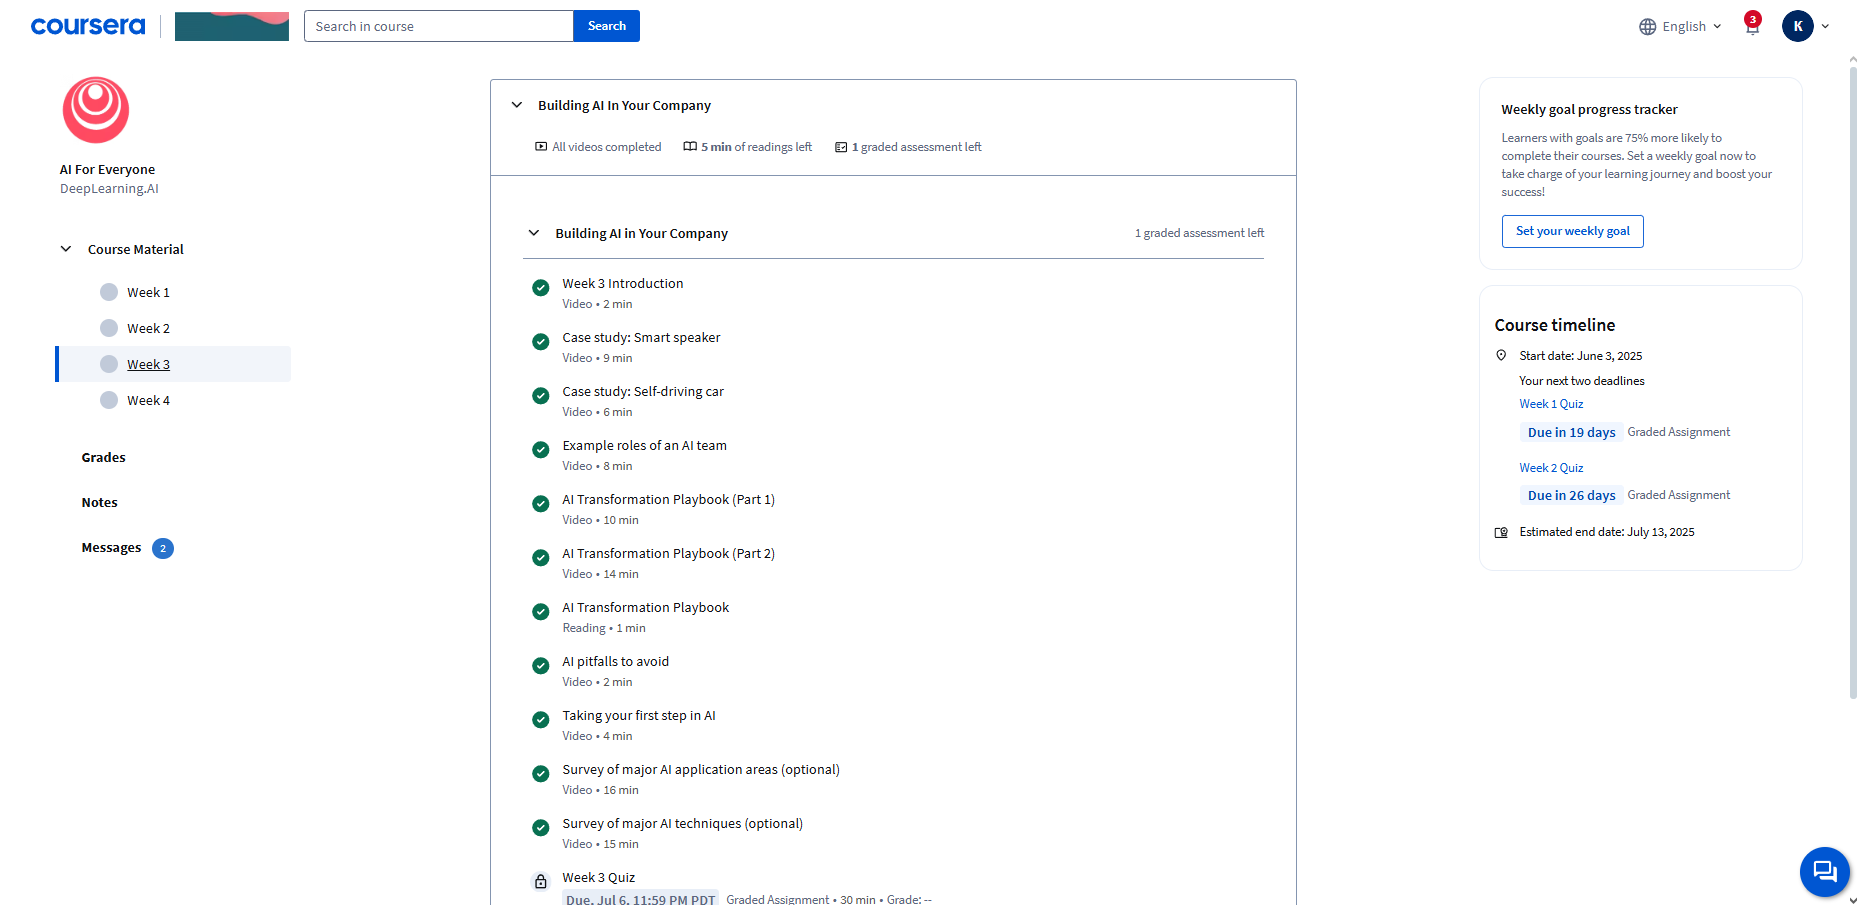 coursera
Search in course
Search
English
3
K
AI For Everyone
DeepLearning.AI
Course Material
Week 1
Week 2
Week 3
Week 4
Grades
Notes
Messages 2
Building AI In Your Company
All videos completed 5 min of readings left 1 graded assessment left
Building AI in Your Company 1 graded assessment left
Week 3 Introduction
Video • 2 min
Case study: Smart speaker
Video • 9 min
Case study: Self-driving car
Video • 6 min
Example roles of an AI team
Video • 8 min
AI Transformation Playbook (Part 1)
Video • 10 min
AI Transformation Playbook (Part 2)
Video • 14 min
AI Transformation Playbook
Reading • 1 min
AI pitfalls to avoid
Video • 2 min
Taking your first step in AI
Video • 4 min
Survey of major AI application areas (optional)
Video • 16 min
Survey of major AI techniques (optional)
Video • 15 min
Week 3 Quiz
Due, Jul 6, 11:59 PM PDT Graded Assignment • 30 min • Grade: --
Weekly goal progress tracker
Learners with goals are 75% more likely to
complete their courses. Set a weekly goal now to
take charge of your learning journey and boost your
success!
Set your weekly goal
Course timeline
Start date: June 3, 2025
Your next two deadlines
Week 1 Quiz
Due in 19 days Graded Assignment
Week 2 Quiz
Due in 26 days Graded Assignment
Estimated end date: July 13, 2025